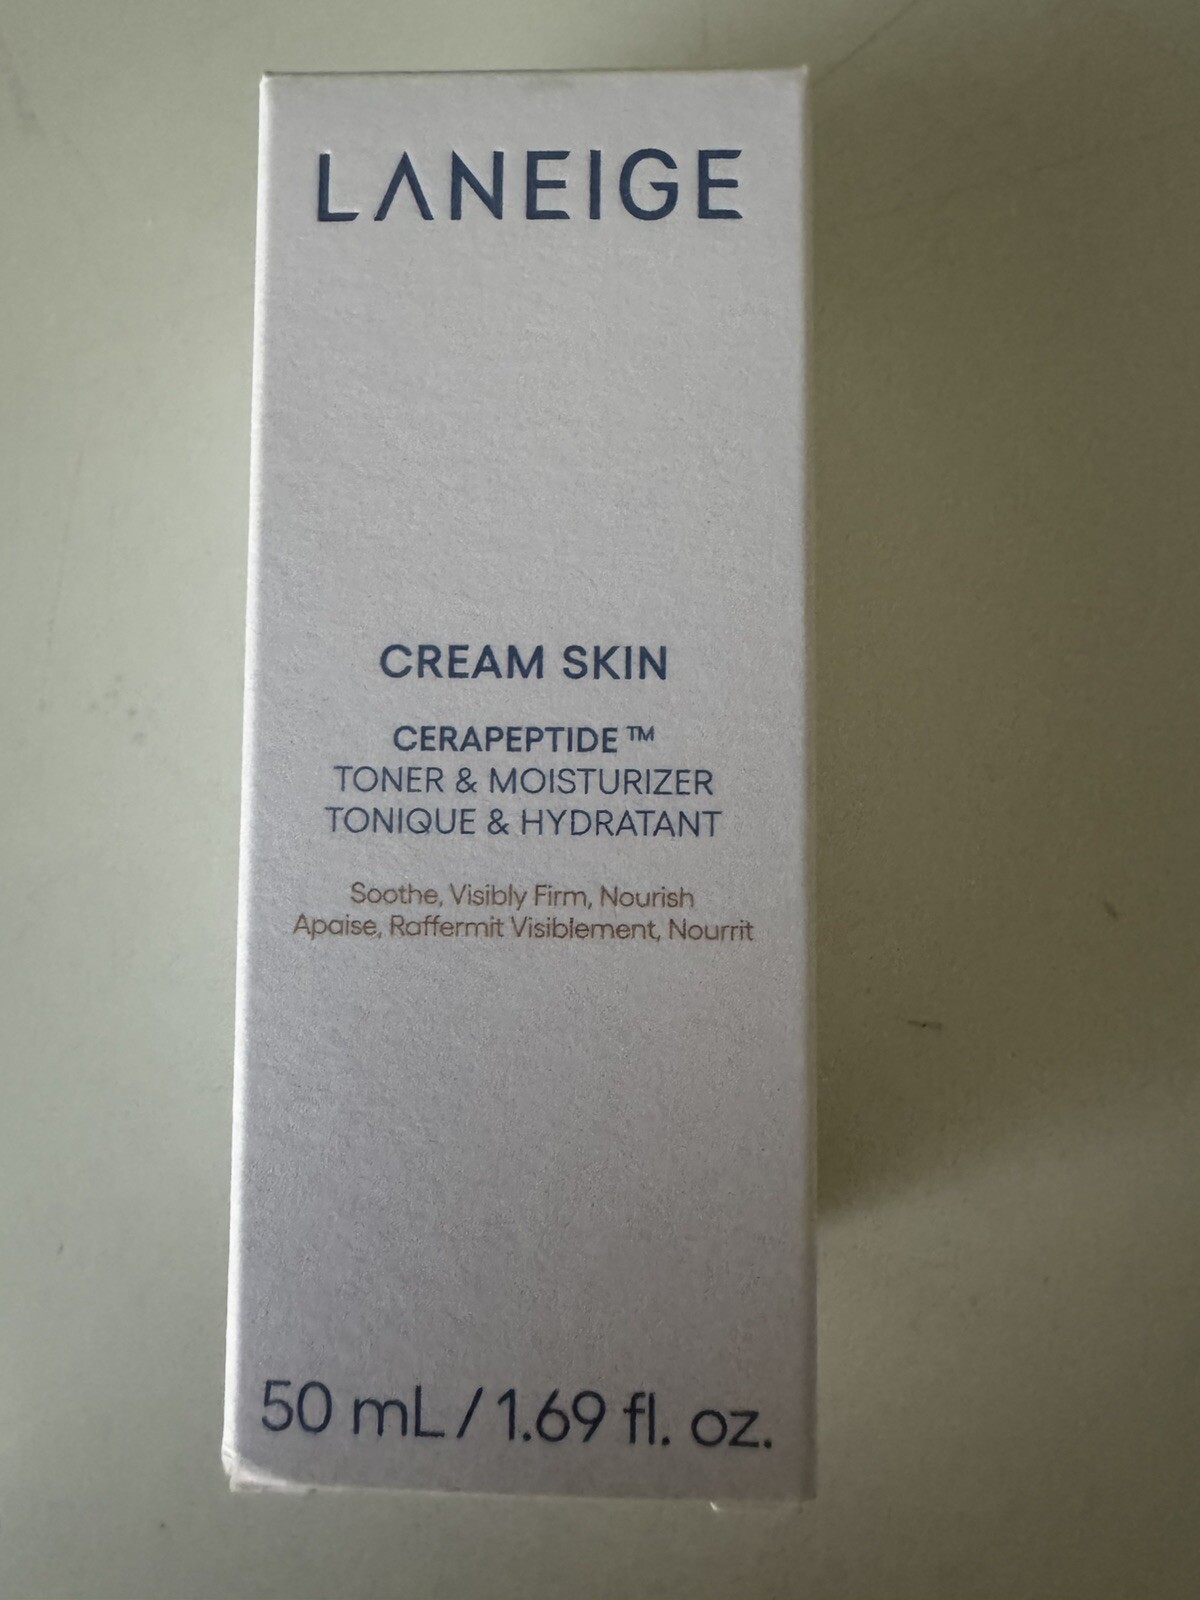 LANEIGE
CREAM SKIN
CERAPEPTIDE™
TONER & MOISTURIZER
TONIQUE & HYDRATANT
Soothe, Visibly Firm, Nourish
Apaise, Raffermit Visiblement, Nourrit
50 mL / 1.69 fl. oz.